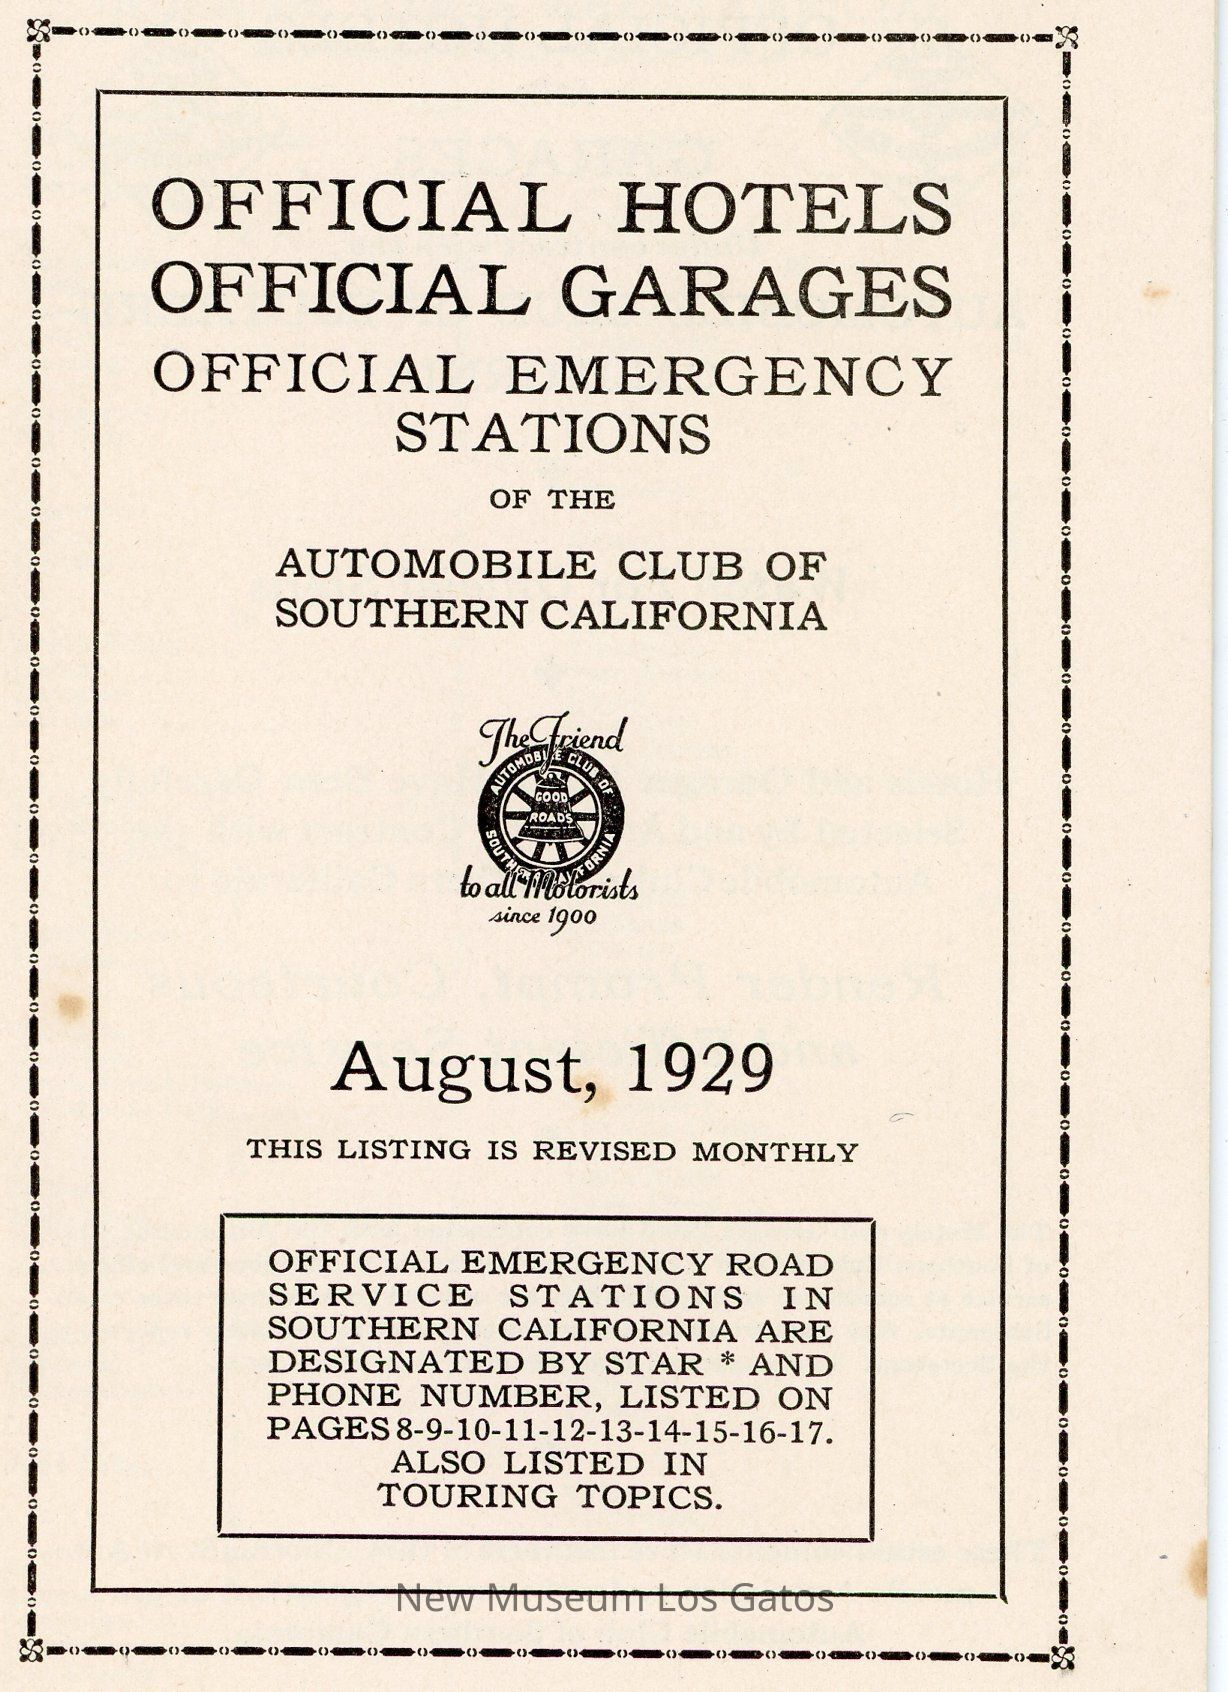 OFFICIAL HOTELS
OFFICIAL GARAGES
OFFICIAL EMERGENCY
STATIONS
OF THE
AUTOMOBILE CLUB OF
SOUTHERN CALIFORNIA
The Friend
AUTOMOBILE CLUB OF
GOOD
ROADS
SOUTHERN CALIFORNIA
to all Motorists
since 1900
August, 1929
THIS LISTING IS REVISED MONTHLY
OFFICIAL EMERGENCY ROAD
SERVICE STATIONS IN
SOUTHERN CALIFORNIA ARE
DESIGNATED BY STAR * AND
PHONE NUMBER, LISTED ON
PAGES 8-9-10-11-12-13-14-15-16-17.
ALSO LISTED IN
TOURING TOPICS.
New Museum Los Gatos